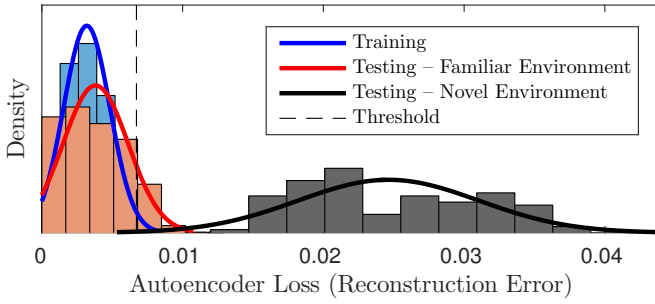 Training
Testing – Familiar Environment
Testing – Novel Environment
Threshold
Density
0 0.01 0.02 0.03 0.04
Autoencoder Loss (Reconstruction Error)